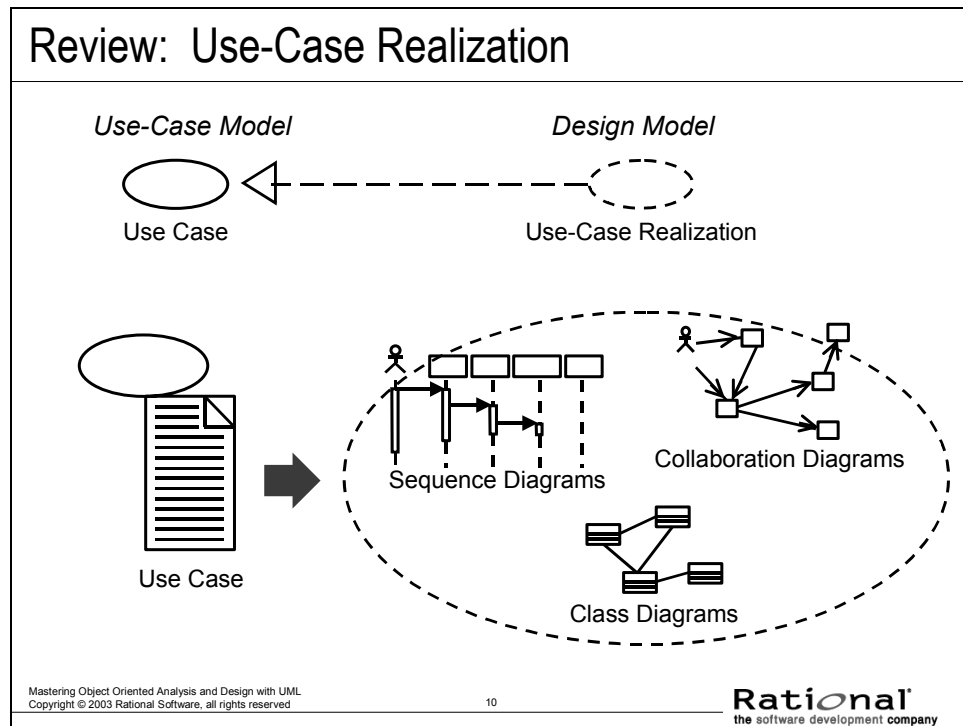 Review: Use-Case Realization
Use-Case Model
Design Model
Use Case
Use-Case Realization
Sequence Diagrams
Collaboration Diagrams
Use Case
Class Diagrams
Mastering Object Oriented Analysis and Design with UML
Copyright © 2003 Rational Software, all rights reserved
10
Rational
the software development company